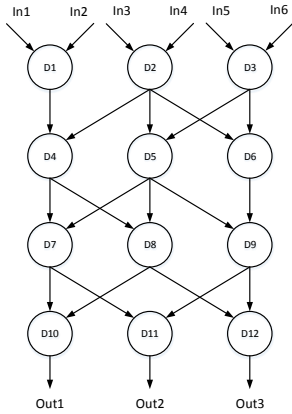 In1 In2 In3 In4 In5 In6
D1 D2 D3
D4 D5 D6
D7 D8 D9
D10 D11 D12
Out1 Out2 Out3